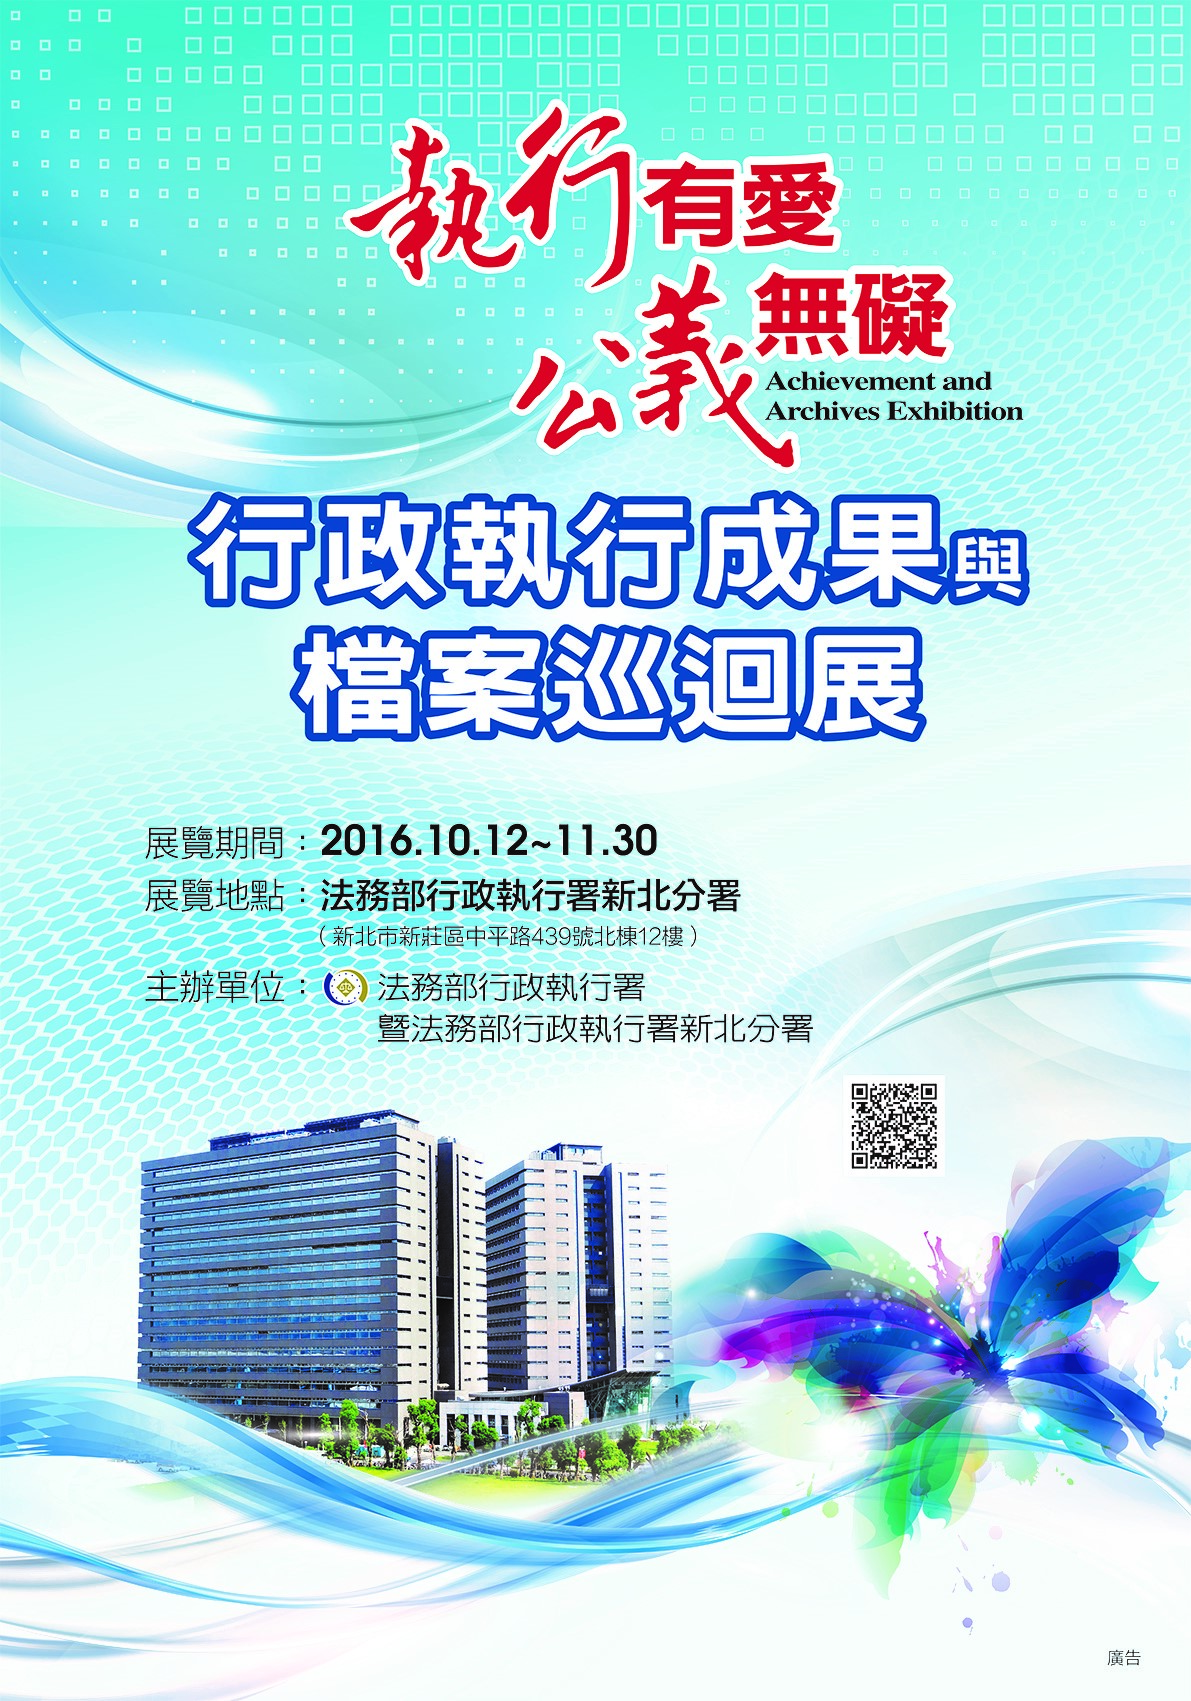 執行有愛
公義無礙
Achievement and
Archives Exhibition
行政執行成果與
檔案巡迴展
展覽期間：2016.10.12~11.30
展覽地點：法務部行政執行署新北分署
（新北市新莊區中平路439號北棟12樓）
主辦單位：法務部行政執行署
暨法務部行政執行署新北分署
廣告